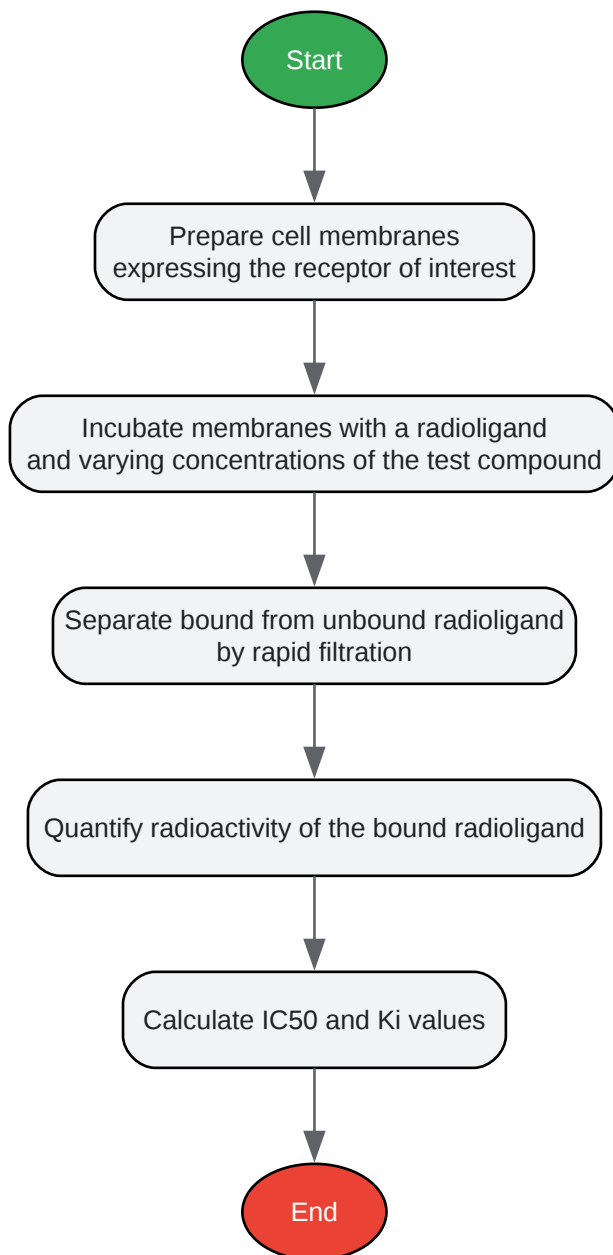 Start
Prepare cell membranes
expressing the receptor of interest
Incubate membranes with a radioligand
and varying concentrations of the test compound
Separate bound from unbound radioligand
by rapid filtration
Quantify radioactivity of the bound radioligand
Calculate IC50 and Ki values
End